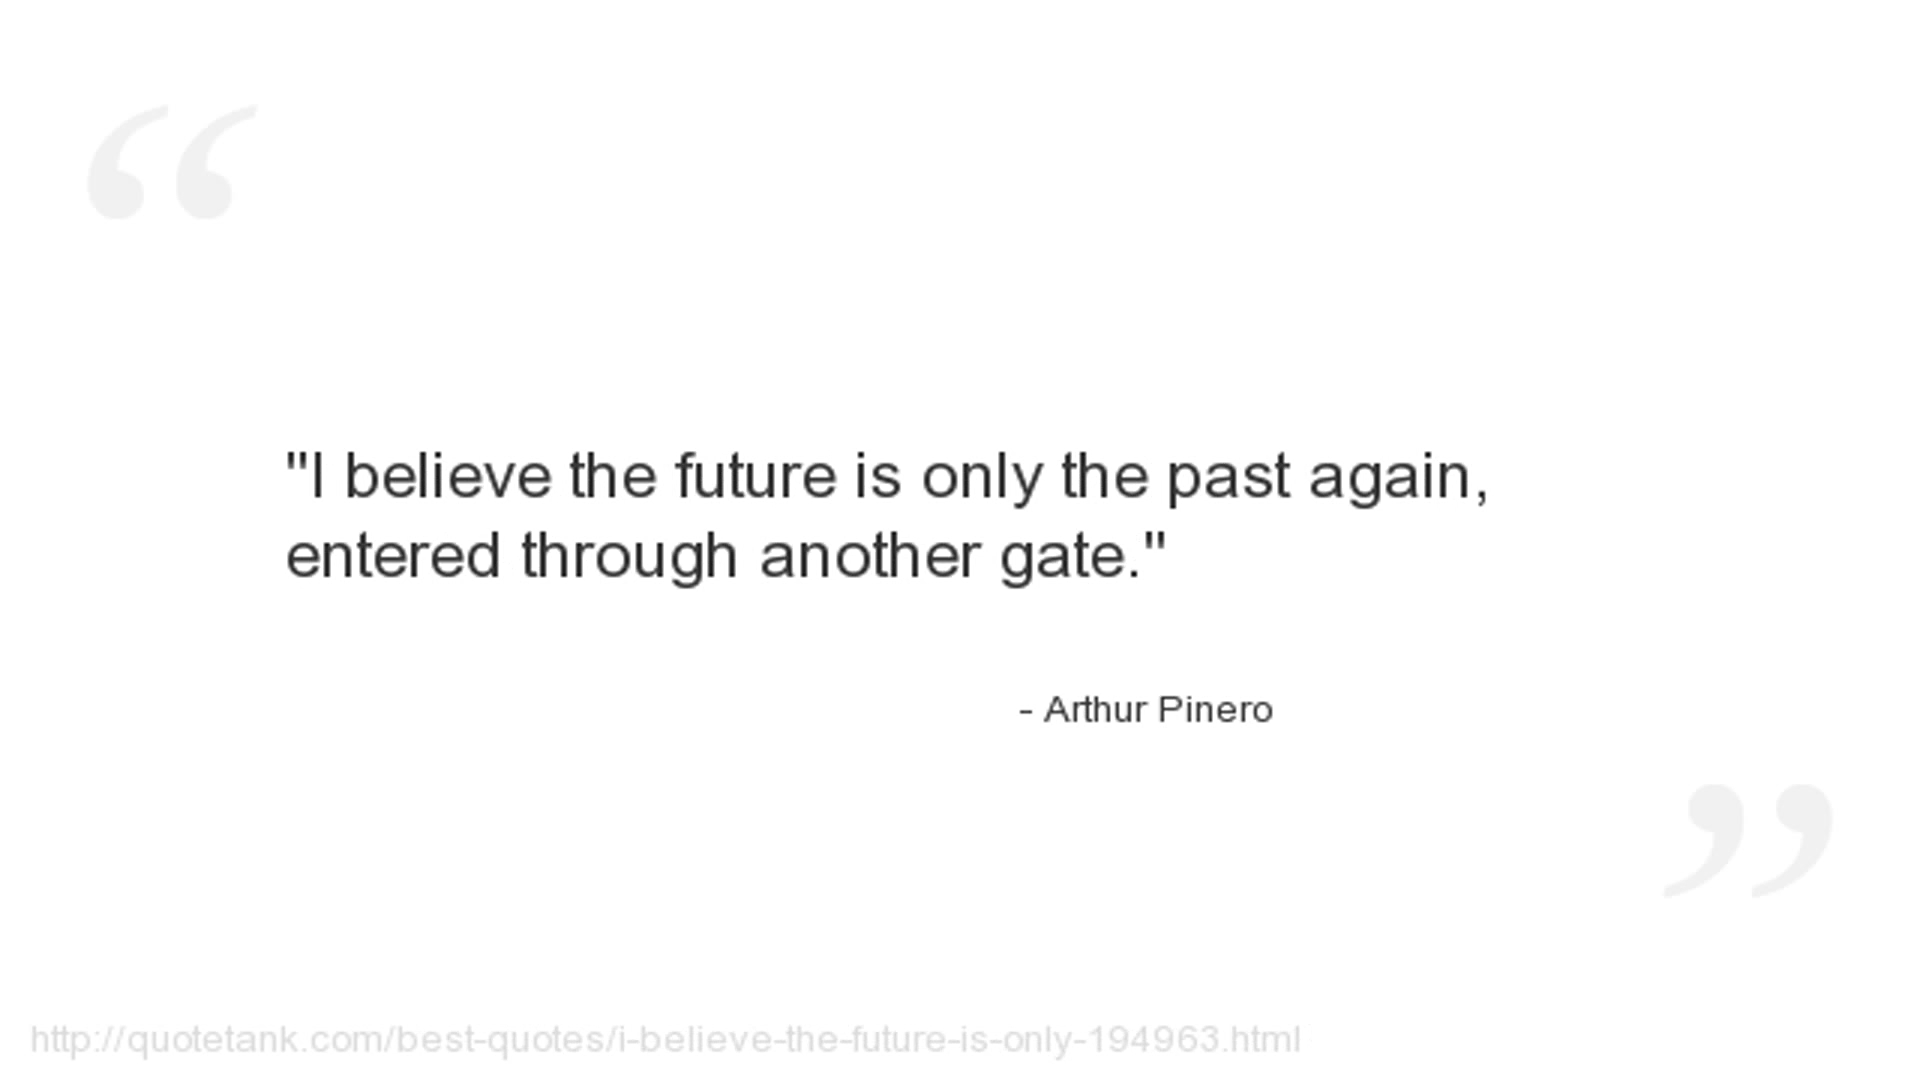 "I believe the future is only the past again,
entered through another gate."
- Arthur Pinero
http://quotetank.com/best-quotes/i-believe-the-future-is-only-194963.html